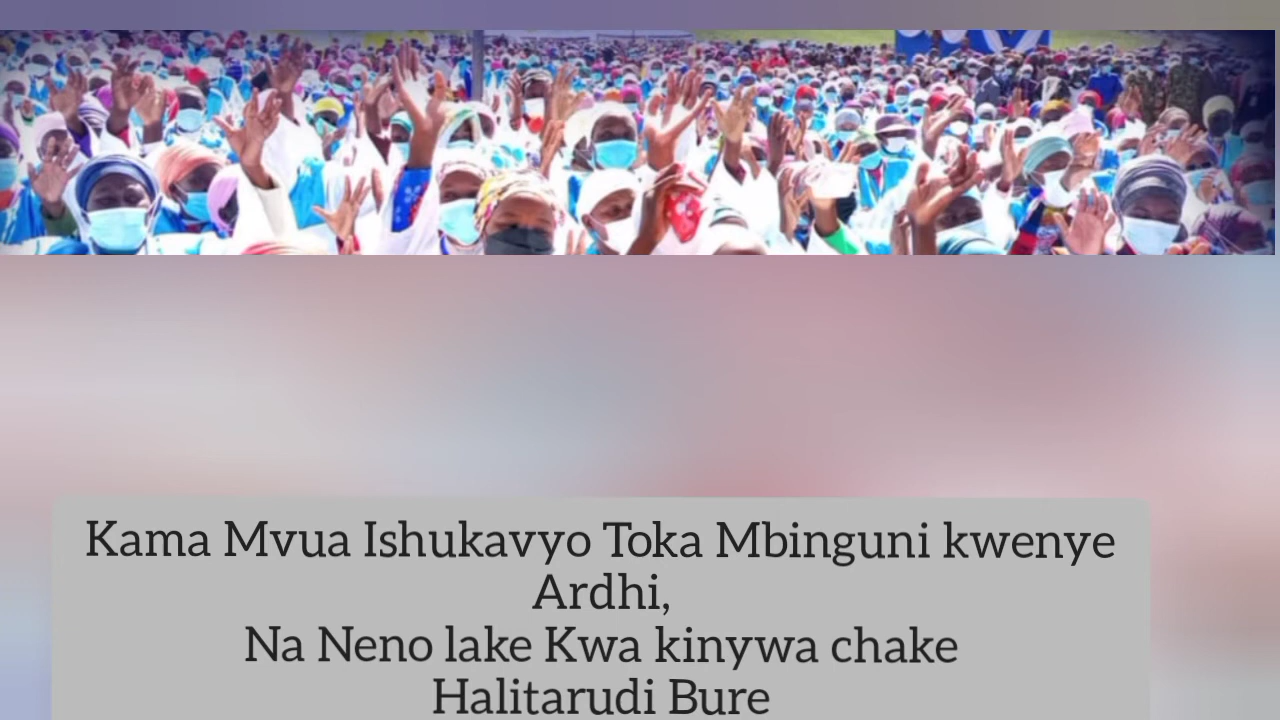 Kama Mvua Ishukavyo Toka Mbinguni kwenye
Ardhi,
Na Neno lake Kwa kinywa chake
Halitarudi Bure